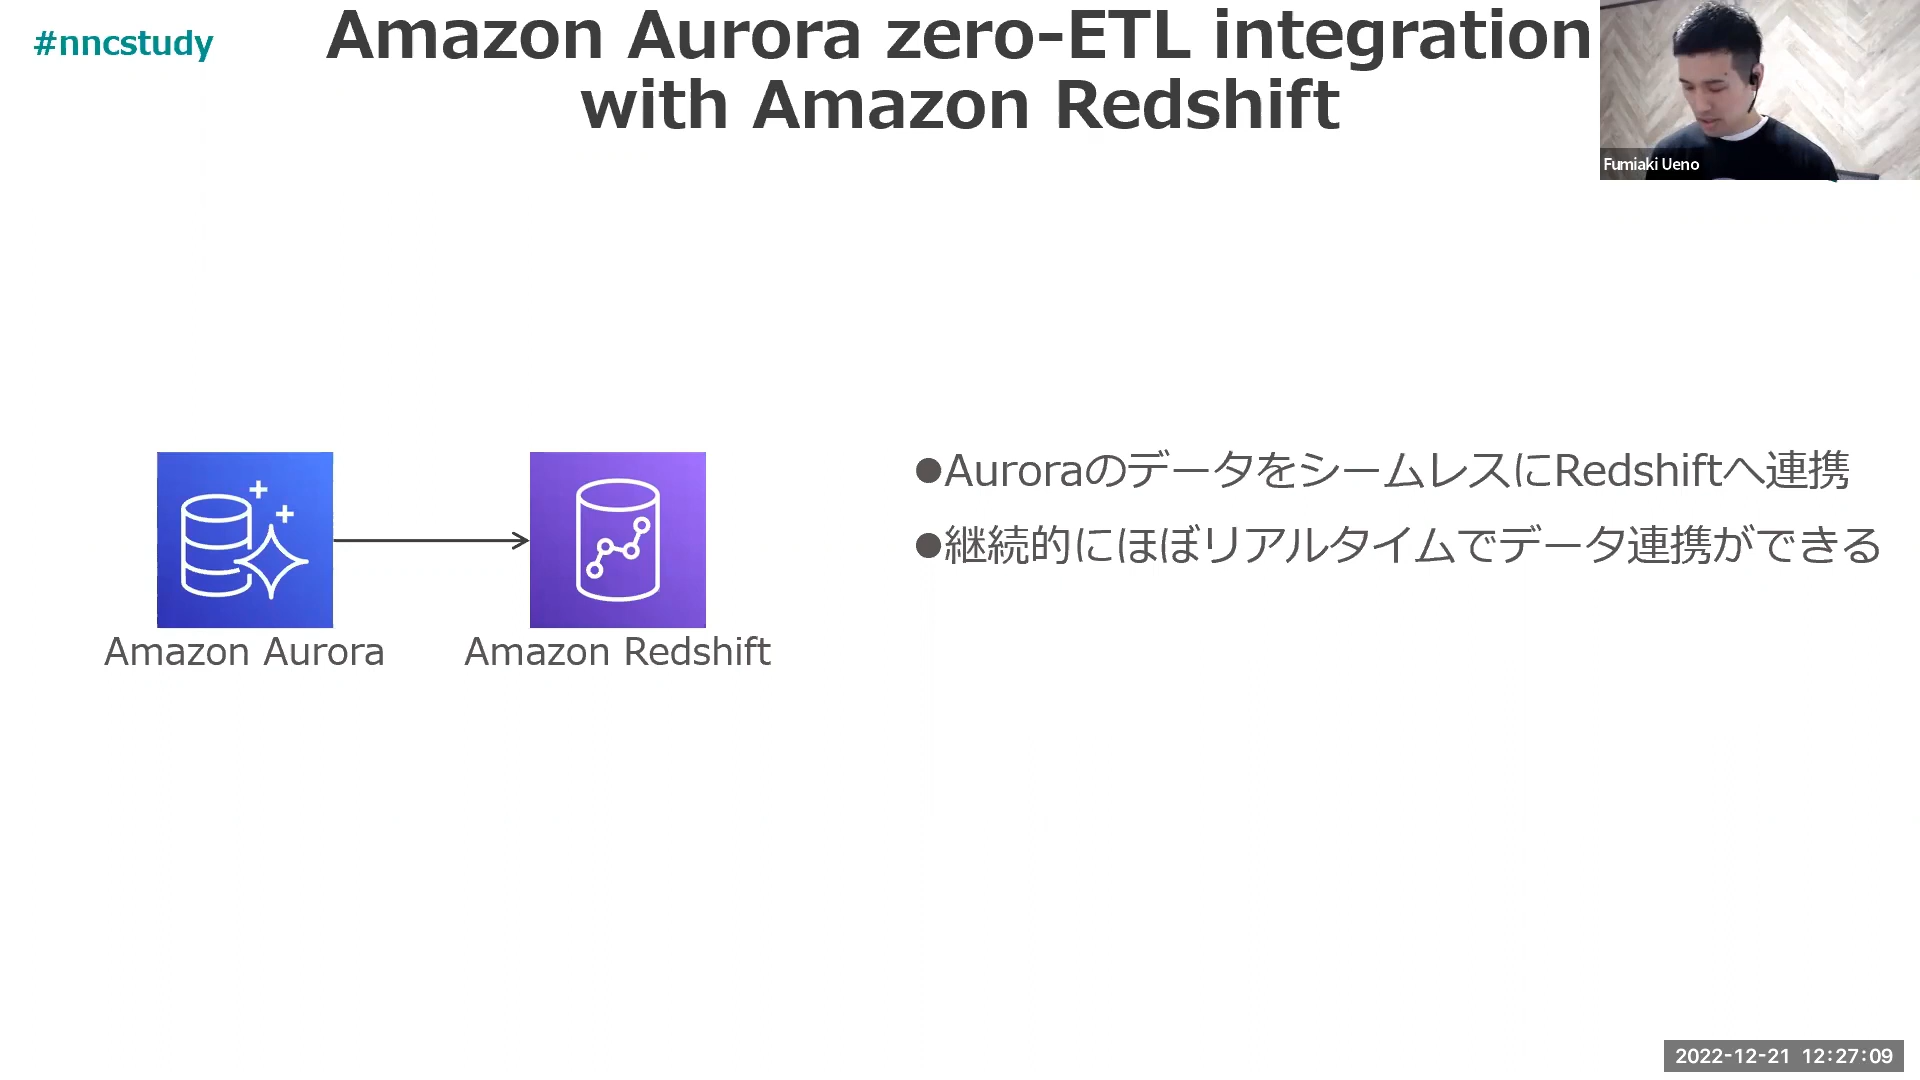 #nncstudy
Amazon Aurora zero-ETL integration
with Amazon Redshift
Fumiaki Ueno
Amazon Aurora
Amazon Redshift
●AuroraのデータをシームレスにRedshiftへ連携
●継続的にほぼリアルタイムでデータ連携ができる
2022-12-21 12:27:09